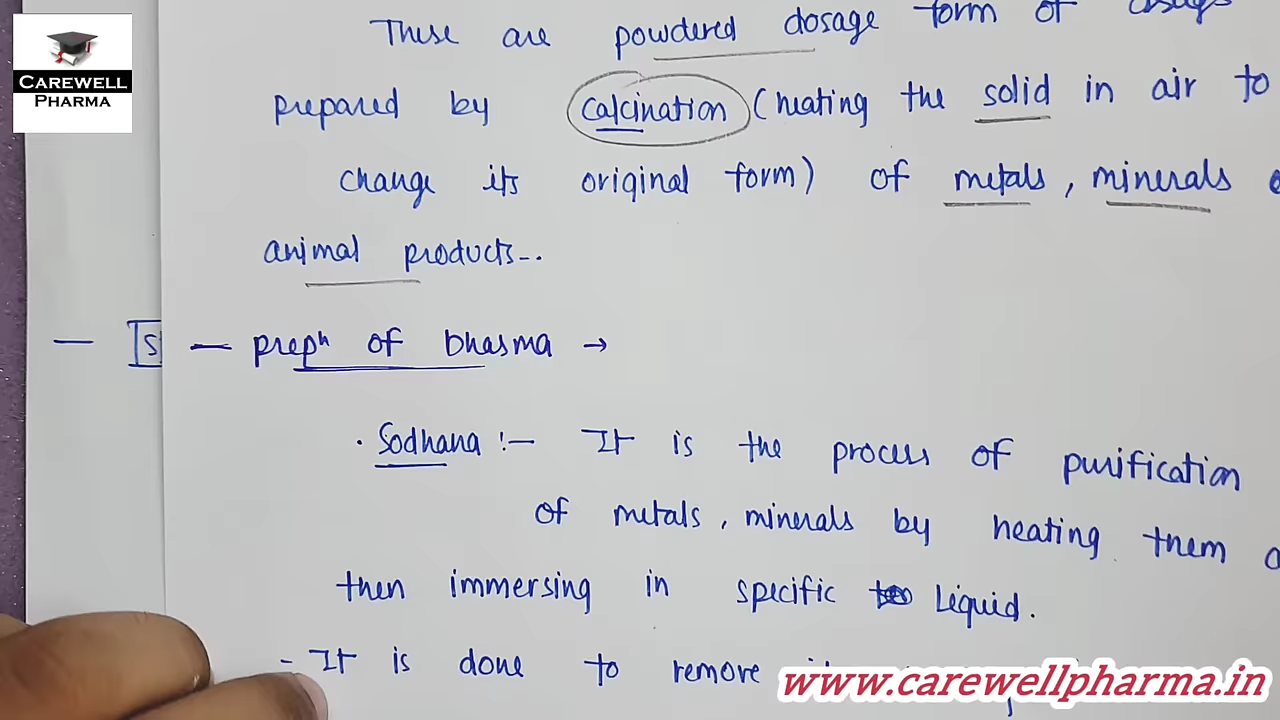 CAREWELL
PHARMA
These are powdered dosage form of
prepared by calcination (heating the solid in air to
change its original form) of metals, minerals
animal products..
— [S] — prepⁿ of bhasma →
· Sodhana :- It is the process of purification
of metals, minerals by heating them
then immersing in specific Liquid.
- It is done to remove
www.carewellpharma.in